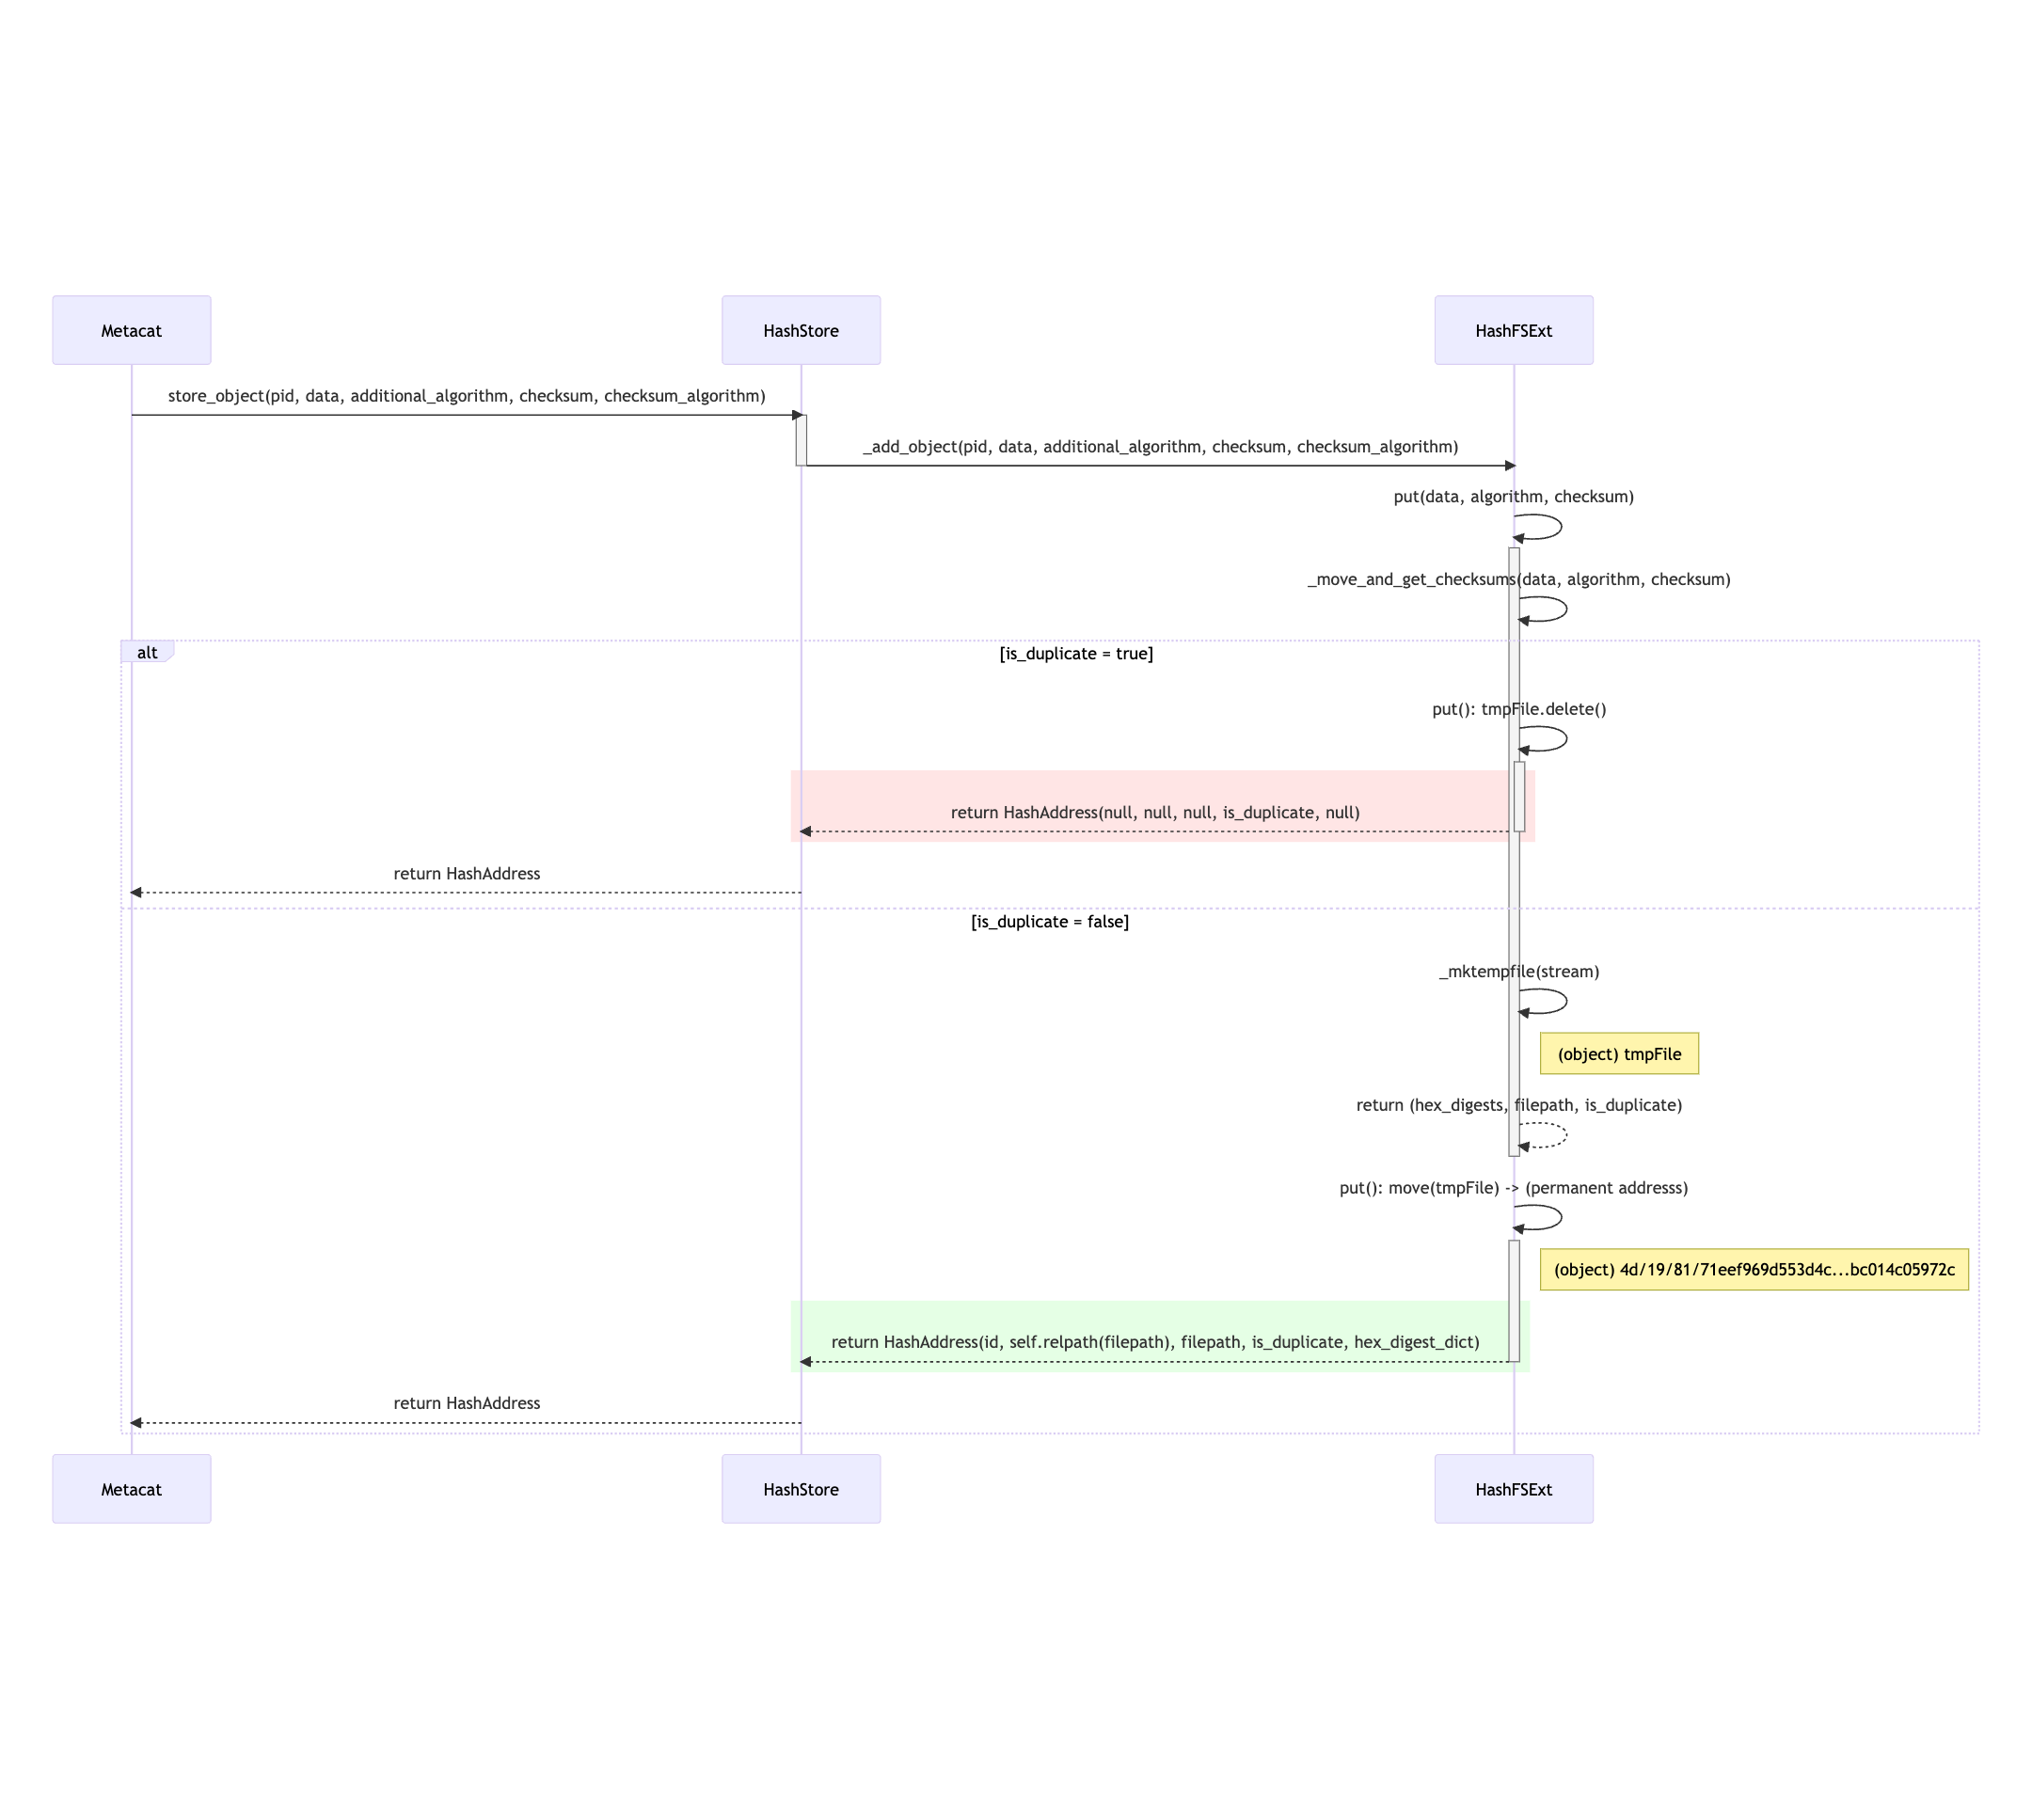 Metacat
HashStore
HashFSExt
store_object(pid, data, additional_algorithm, checksum, checksum_algorithm)
_add_object(pid, data, additional_algorithm, checksum, checksum_algorithm)
put(data, algorithm, checksum)
_move_and_get_checksums(data, algorithm, checksum)
alt
[is_duplicate = true]
put(): tmpFile.delete()
return HashAddress(null, null, null, is_duplicate, null)
return HashAddress
[is_duplicate = false]
_mktempfile(stream)
(object) tmpFile
return (hex_digests, filepath, is_duplicate)
put(): move(tmpFile) -> (permanent addresss)
(object) 4d/19/81/71eef969d553d4c...bc014c05972c
return HashAddress(id, self.relpath(filepath), filepath, is_duplicate, hex_digest_dict)
return HashAddress
Metacat
HashStore
HashFSExt